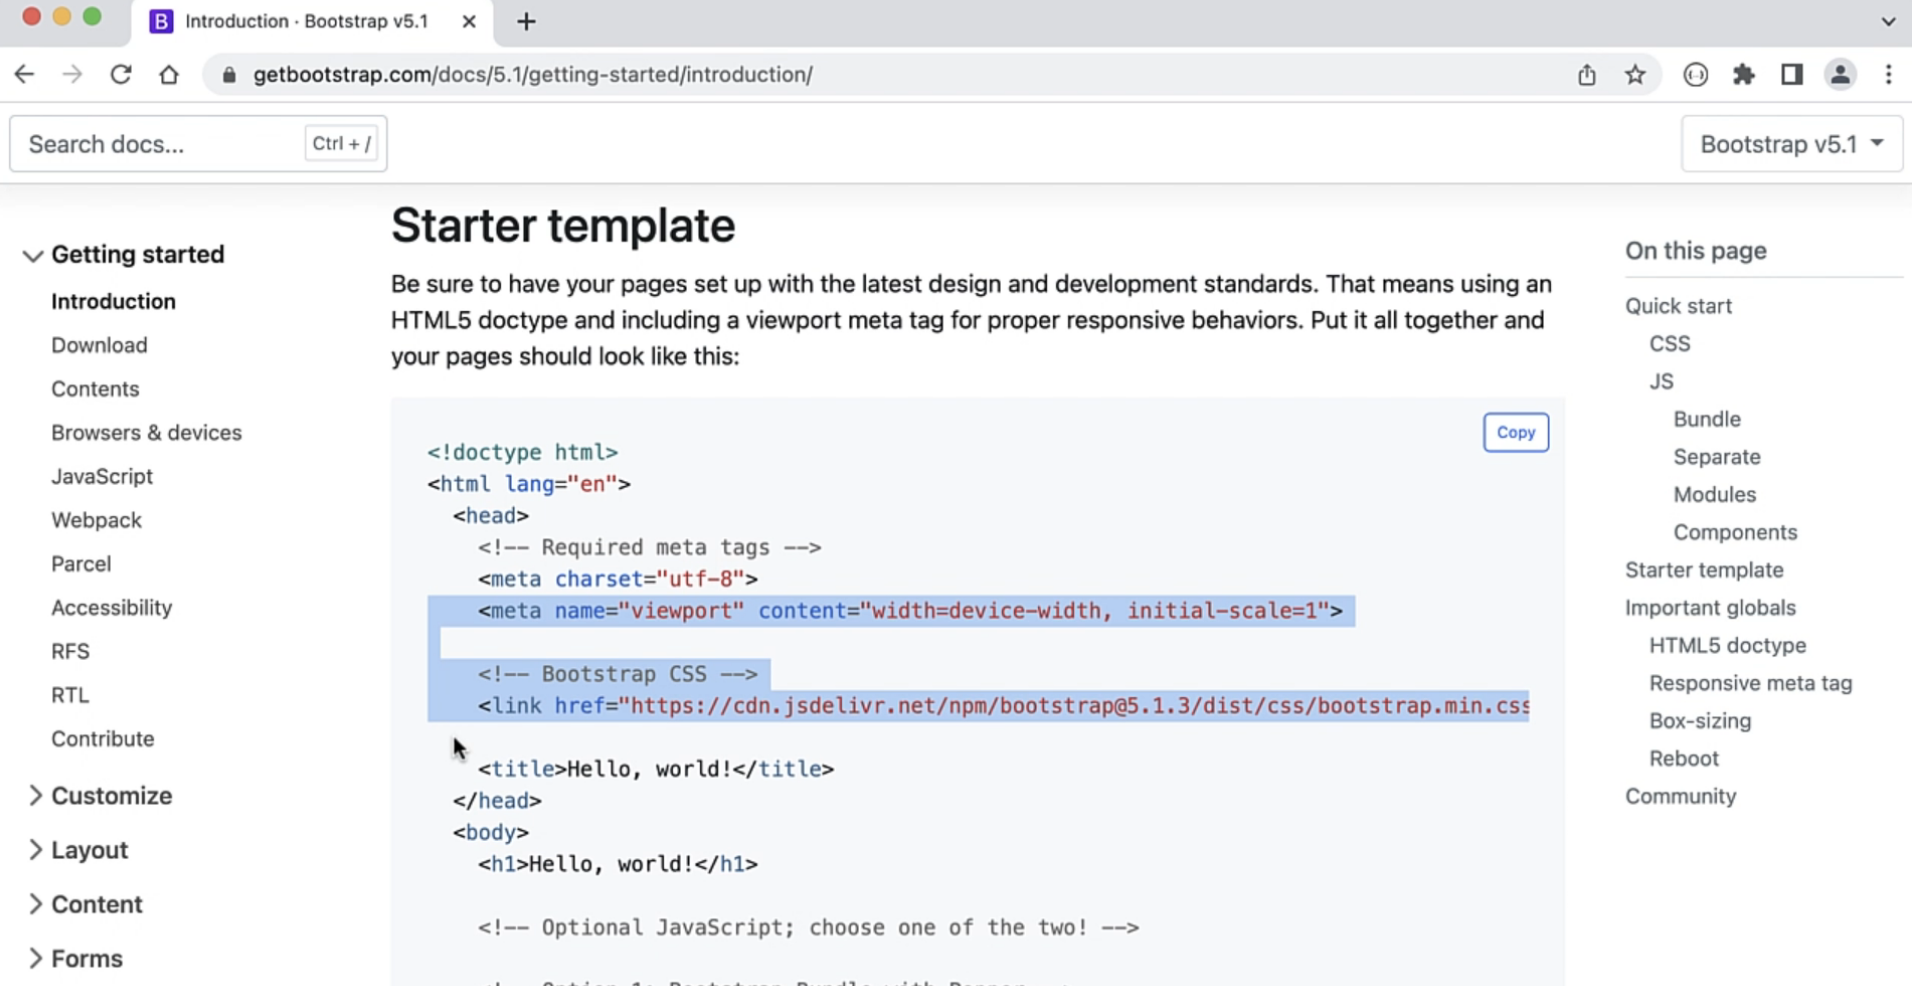 Introduction · Bootstrap v5.1
getbootstrap.com/docs/5.1/getting-started/introduction/
Search docs...
Ctrl + /
Bootstrap v5.1
Getting started
Introduction
Download
Contents
Browsers & devices
JavaScript
Webpack
Parcel
Accessibility
RFS
RTL
Contribute
Customize
Layout
Content
Forms
Starter template
Be sure to have your pages set up with the latest design and development standards. That means using an
HTML5 doctype and including a viewport meta tag for proper responsive behaviors. Put it all together and
your pages should look like this:
Copy
<!doctype html>
<html lang="en">
<head>
<!-- Required meta tags -->
<meta charset="utf-8">
<meta name="viewport" content="width=device-width, initial-scale=1">
<!-- Bootstrap CSS -->
<link href="https://cdn.jsdelivr.net/npm/bootstrap@5.1.3/dist/css/bootstrap.min.css
<title>Hello, world!</title>
</head>
<body>
<h1>Hello, world!</h1>
<!-- Optional JavaScript; choose one of the two! -->
On this page
Quick start
CSS
JS
Bundle
Separate
Modules
Components
Starter template
Important globals
HTML5 doctype
Responsive meta tag
Box-sizing
Reboot
Community